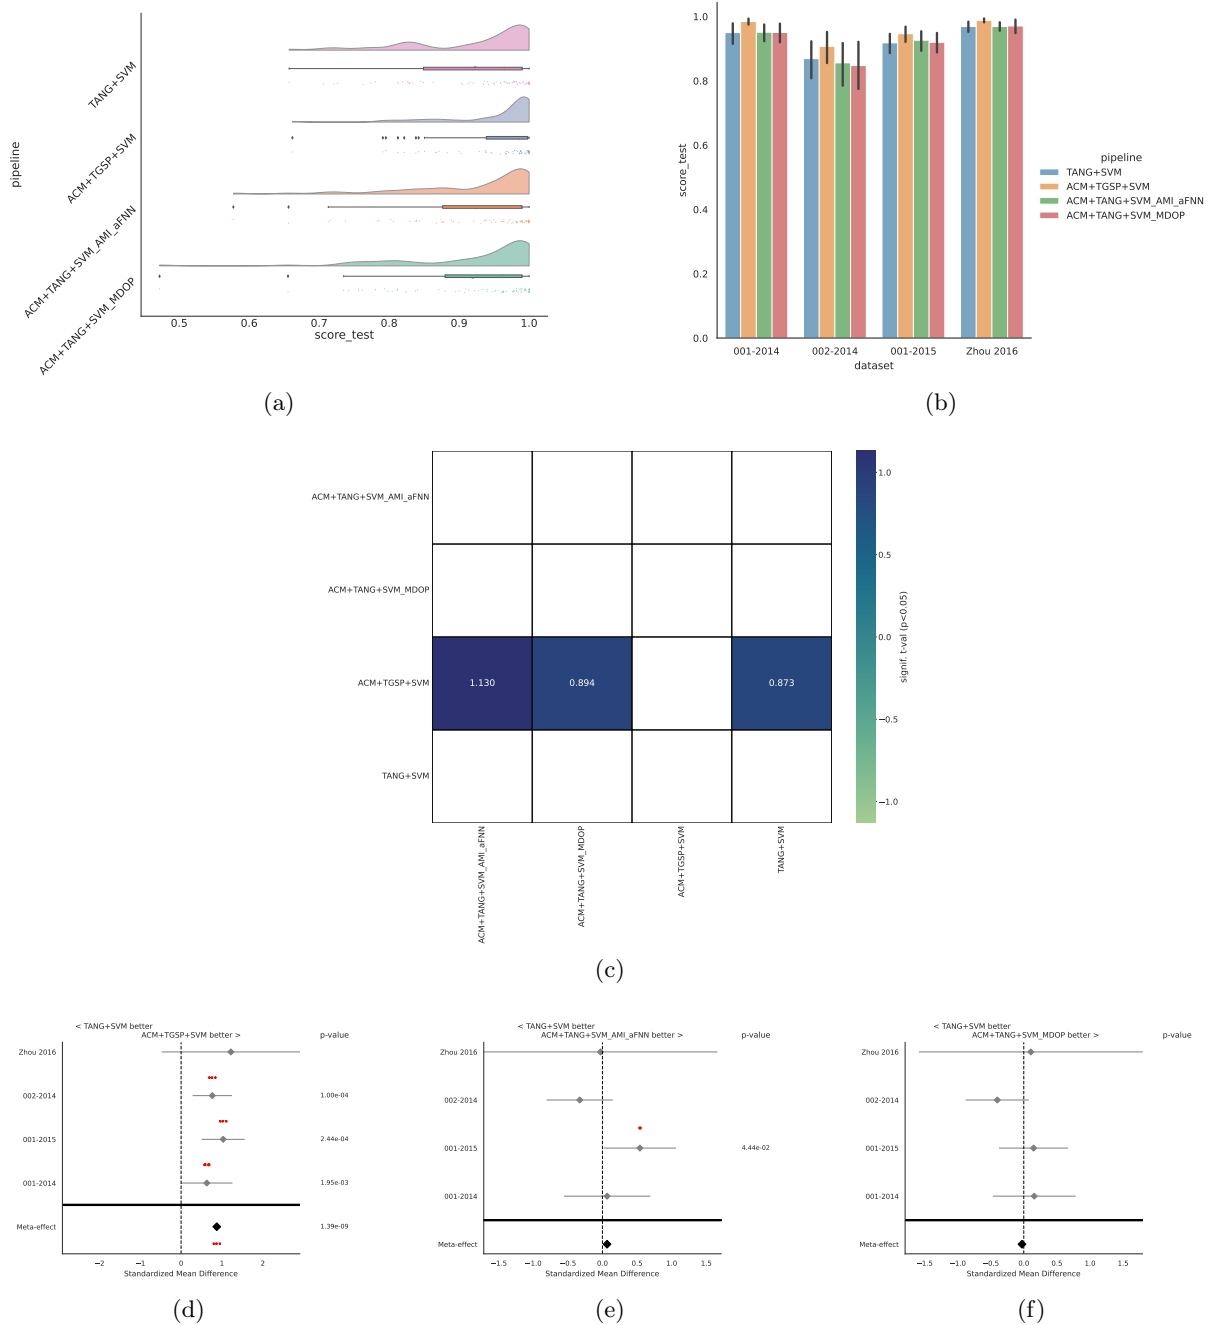 pipeline
TANG+SVM
ACM+TGSP+SVM
ACM+TANG+SVM_AMI_aFNN
ACM+TANG+SVM_MDOP
0.5 0.6 0.7 0.8 0.9 1.0
score_test
(a)
score_test
1.0
0.8
0.6
0.4
0.2
0.0
001-2014 002-2014 001-2015 Zhou 2016
dataset
pipeline
TANG+SVM
ACM+TGSP+SVM
ACM+TANG+SVM_AMI_aFNN
ACM+TANG+SVM_MDOP
(b)
ACM+TANG+SVM_AMI_aFNN
ACM+TANG+SVM_MDOP
ACM+TGSP+SVM
TANG+SVM
1.130 0.894 0.873
ACM+TANG+SVM_AMI_aFNN
ACM+TANG+SVM_MDOP
ACM+TGSP+SVM
TANG+SVM
1.0
0.5
0.0
−0.5
−1.0
signif. t-val (p<0.05)
(c)
< TANG+SVM better
ACM+TGSP+SVM better > p-value
Zhou 2016
002-2014 1.00e-04
001-2015 2.44e-04
001-2014 1.95e-03
Meta-effect 1.39e-09
−2 −1 0 1 2
Standardized Mean Difference
(d)
< TANG+SVM better
ACM+TANG+SVM_AMI_aFNN better > p-value
Zhou 2016
002-2014
001-2015 4.44e-02
001-2014
Meta-effect
−1.5 −1.0 −0.5 0.0 0.5 1.0 1.5
Standardized Mean Difference
(e)
< TANG+SVM better
ACM+TANG+SVM_MDOP better > p-value
Zhou 2016
002-2014
001-2015
001-2014
Meta-effect
−1.5 −1.0 −0.5 0.0 0.5 1.0 1.5
Standardized Mean Difference
(f)